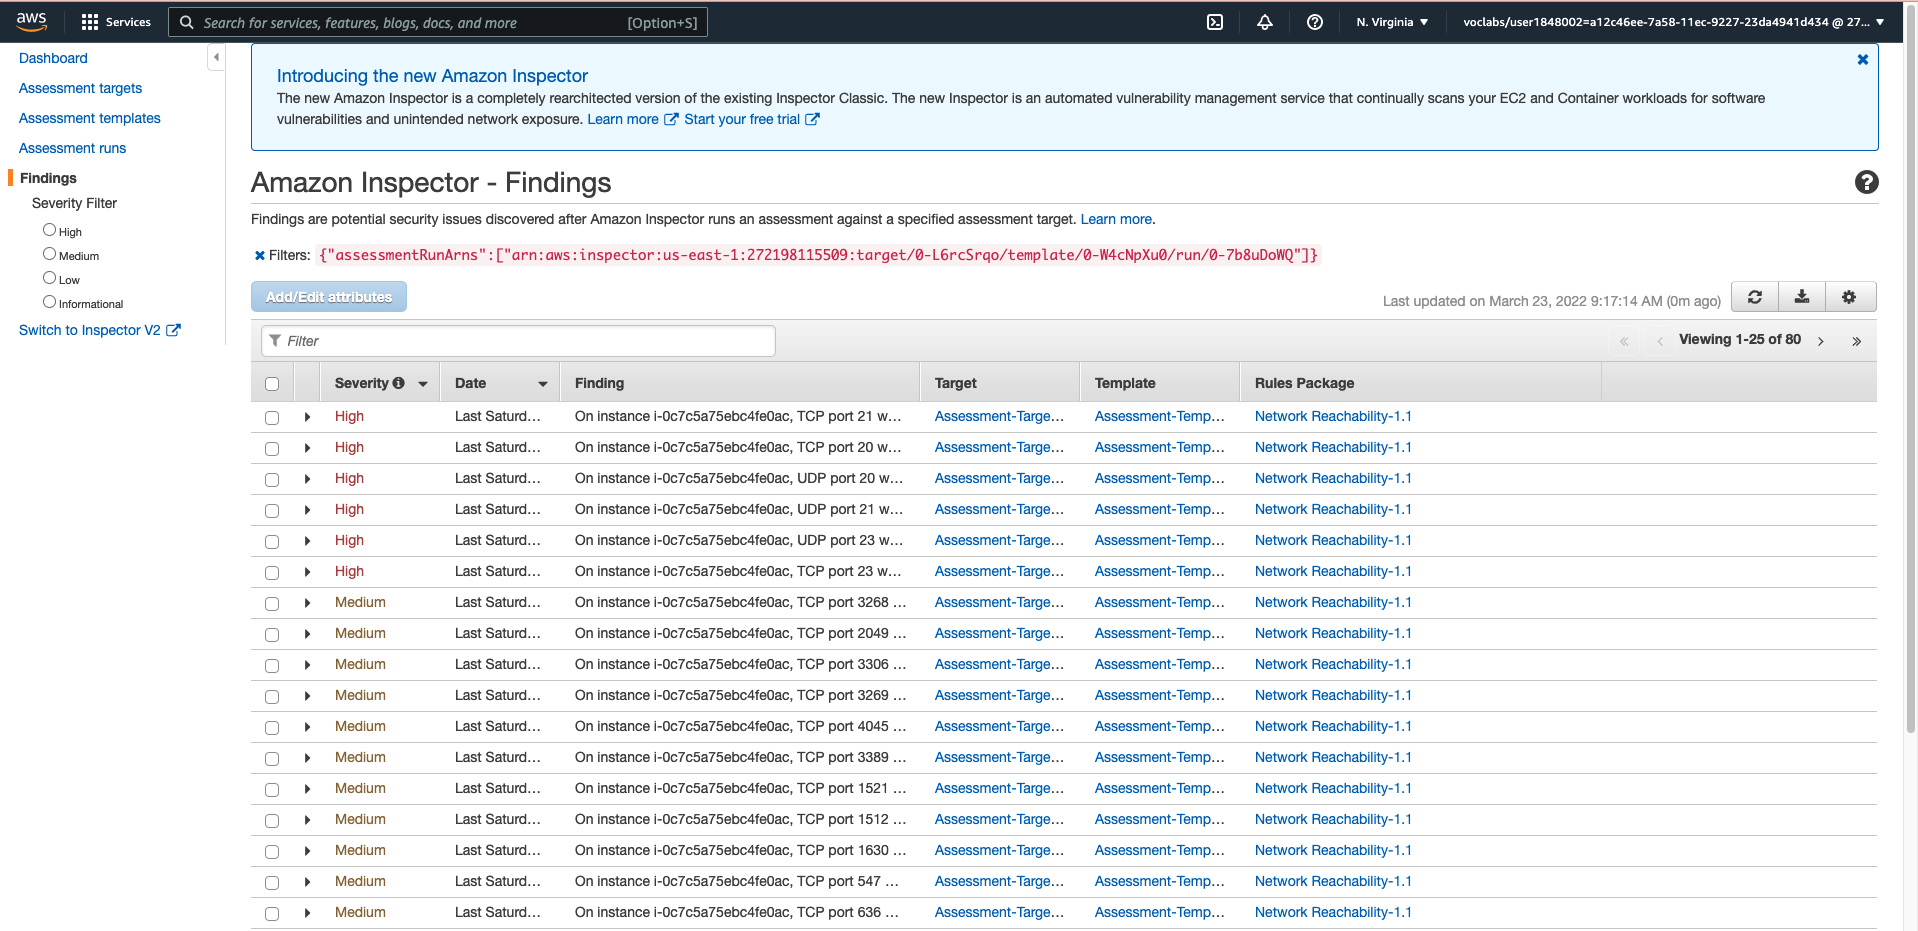 aws Services Search for services, features, blogs, docs, and more [Option+S] N. Virginia voclabs/user1848002=a12c46ee-7a58-11ec-9227-23da4941d434 @ 27...
Dashboard
Assessment targets
Assessment templates
Assessment runs
Findings
Severity Filter
High
Medium
Low
Informational
Switch to Inspector V2
Introducing the new Amazon Inspector
The new Amazon Inspector is a completely rearchitected version of the existing Inspector Classic. The new Inspector is an automated vulnerability management service that continually scans your EC2 and Container workloads for software
vulnerabilities and unintended network exposure. Learn more Start your free trial
Amazon Inspector - Findings
Findings are potential security issues discovered after Amazon Inspector runs an assessment against a specified assessment target. Learn more.
Filters: {"assessmentRunArns":["arn:aws:inspector:us-east-1:272198115509:target/0-L6rcSrqo/template/0-W4cNpXu0/run/0-7b8uDoWQ"]}
Add/Edit attributes Last updated on March 23, 2022 9:17:14 AM (0m ago)
Filter « ‹ Viewing 1-25 of 80 › »
Severity Date Finding Target Template Rules Package
High Last Saturd... On instance i-0c7c5a75ebc4fe0ac, TCP port 21 w... Assessment-Targe... Assessment-Temp... Network Reachability-1.1
High Last Saturd... On instance i-0c7c5a75ebc4fe0ac, TCP port 20 w... Assessment-Targe... Assessment-Temp... Network Reachability-1.1
High Last Saturd... On instance i-0c7c5a75ebc4fe0ac, UDP port 20 w... Assessment-Targe... Assessment-Temp... Network Reachability-1.1
High Last Saturd... On instance i-0c7c5a75ebc4fe0ac, UDP port 21 w... Assessment-Targe... Assessment-Temp... Network Reachability-1.1
High Last Saturd... On instance i-0c7c5a75ebc4fe0ac, UDP port 23 w... Assessment-Targe... Assessment-Temp... Network Reachability-1.1
High Last Saturd... On instance i-0c7c5a75ebc4fe0ac, TCP port 23 w... Assessment-Targe... Assessment-Temp... Network Reachability-1.1
Medium Last Saturd... On instance i-0c7c5a75ebc4fe0ac, TCP port 3268 ... Assessment-Targe... Assessment-Temp... Network Reachability-1.1
Medium Last Saturd... On instance i-0c7c5a75ebc4fe0ac, TCP port 2049 ... Assessment-Targe... Assessment-Temp... Network Reachability-1.1
Medium Last Saturd... On instance i-0c7c5a75ebc4fe0ac, TCP port 3306 ... Assessment-Targe... Assessment-Temp... Network Reachability-1.1
Medium Last Saturd... On instance i-0c7c5a75ebc4fe0ac, TCP port 3269 ... Assessment-Targe... Assessment-Temp... Network Reachability-1.1
Medium Last Saturd... On instance i-0c7c5a75ebc4fe0ac, TCP port 4045 ... Assessment-Targe... Assessment-Temp... Network Reachability-1.1
Medium Last Saturd... On instance i-0c7c5a75ebc4fe0ac, TCP port 3389 ... Assessment-Targe... Assessment-Temp... Network Reachability-1.1
Medium Last Saturd... On instance i-0c7c5a75ebc4fe0ac, TCP port 1521 ... Assessment-Targe... Assessment-Temp... Network Reachability-1.1
Medium Last Saturd... On instance i-0c7c5a75ebc4fe0ac, TCP port 1512 ... Assessment-Targe... Assessment-Temp... Network Reachability-1.1
Medium Last Saturd... On instance i-0c7c5a75ebc4fe0ac, TCP port 1630 ... Assessment-Targe... Assessment-Temp... Network Reachability-1.1
Medium Last Saturd... On instance i-0c7c5a75ebc4fe0ac, TCP port 547 ... Assessment-Targe... Assessment-Temp... Network Reachability-1.1
Medium Last Saturd... On instance i-0c7c5a75ebc4fe0ac, TCP port 636 ... Assessment-Targe... Assessment-Temp... Network Reachability-1.1